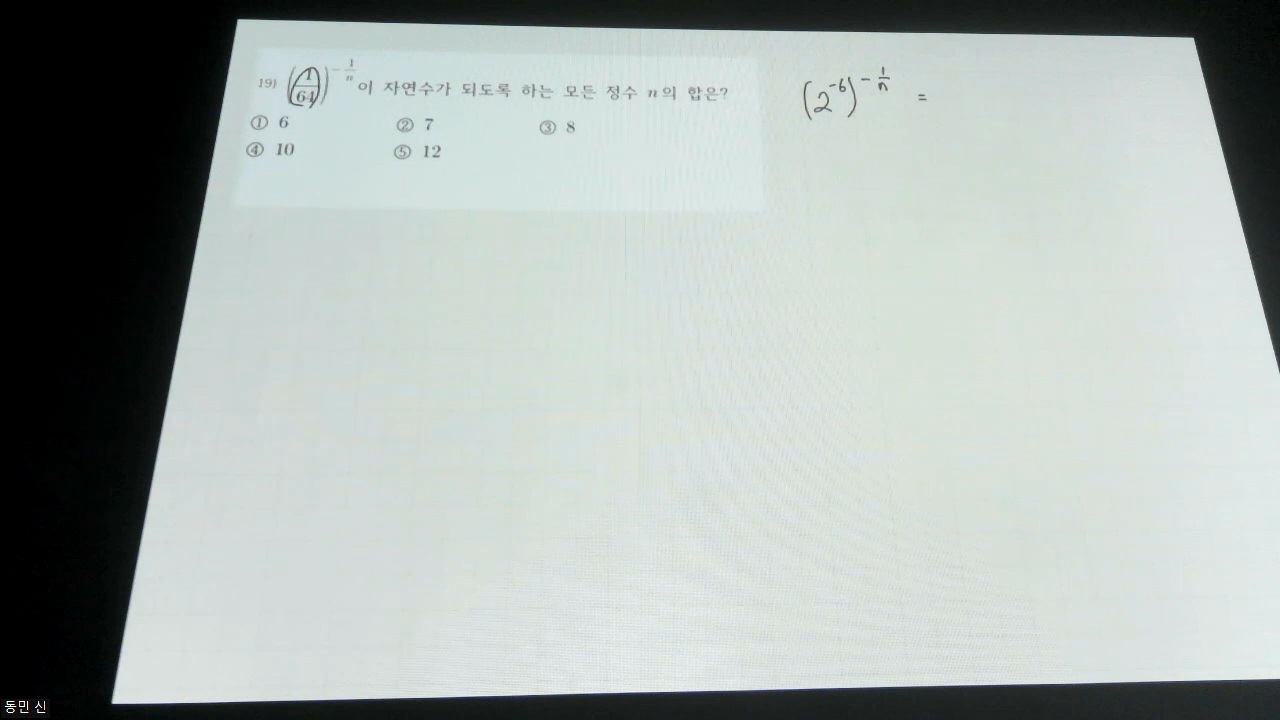 19) (1/64)^(-1/n) 이 자연수가 되도록 하는 모든 정수 n의 합은?
① 6 ② 7 ③ 8
④ 10 ⑤ 12
(2^(-6))^(-1/n) =
동민 신